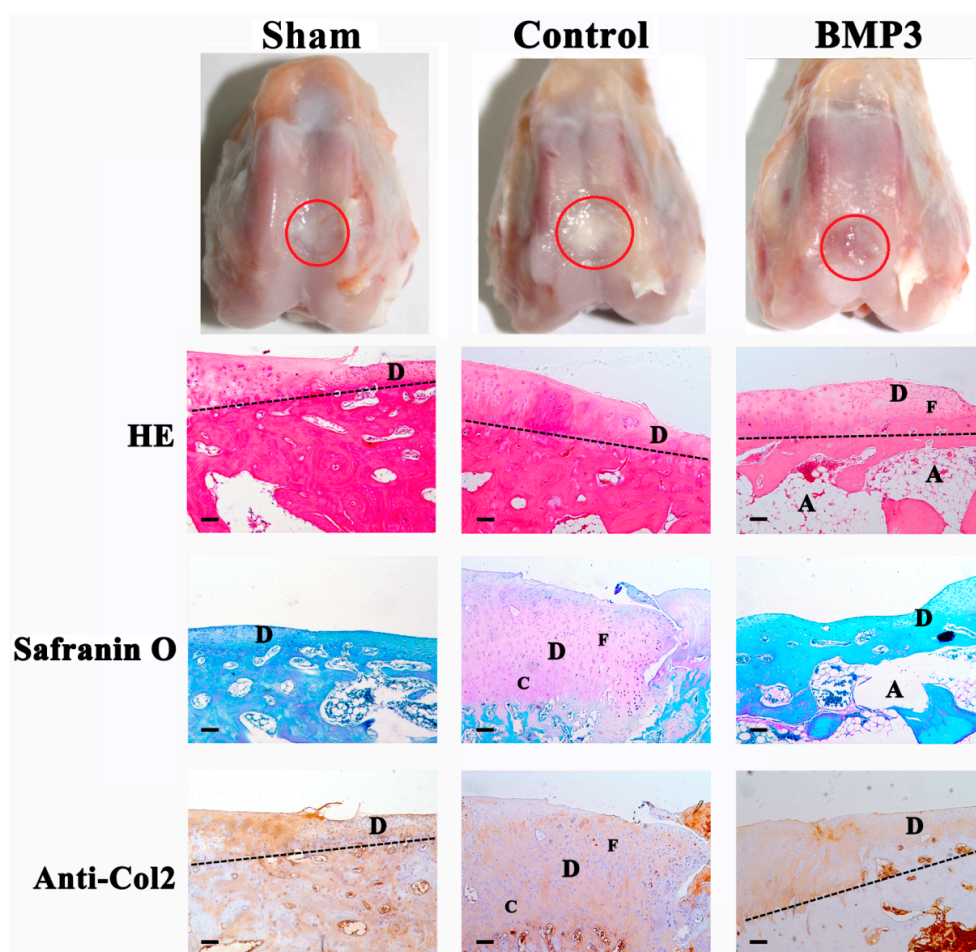 Sham Control BMP3
HE D D D F A A
Safranin O D D F C D A
Anti-Col2 D D F C D